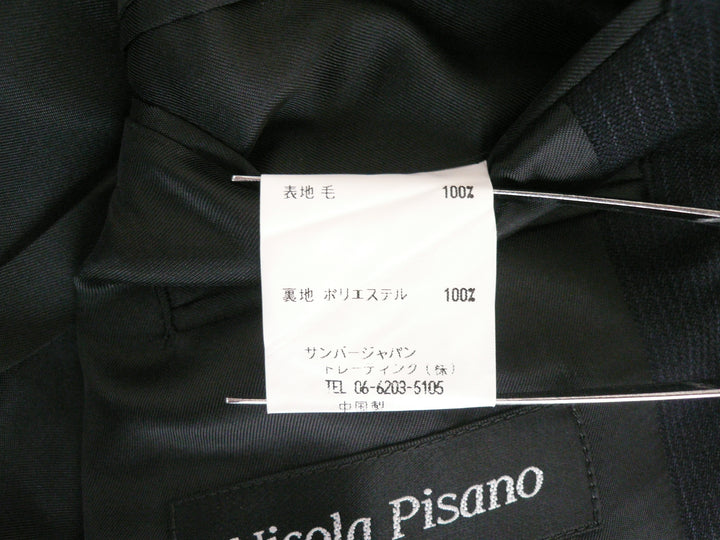 表地 毛 100%
裏地 ポリエステル 100%
サンバージャパン
トレーディング(株)
TEL 06-6203-5105
中国製
Nicola Pisano